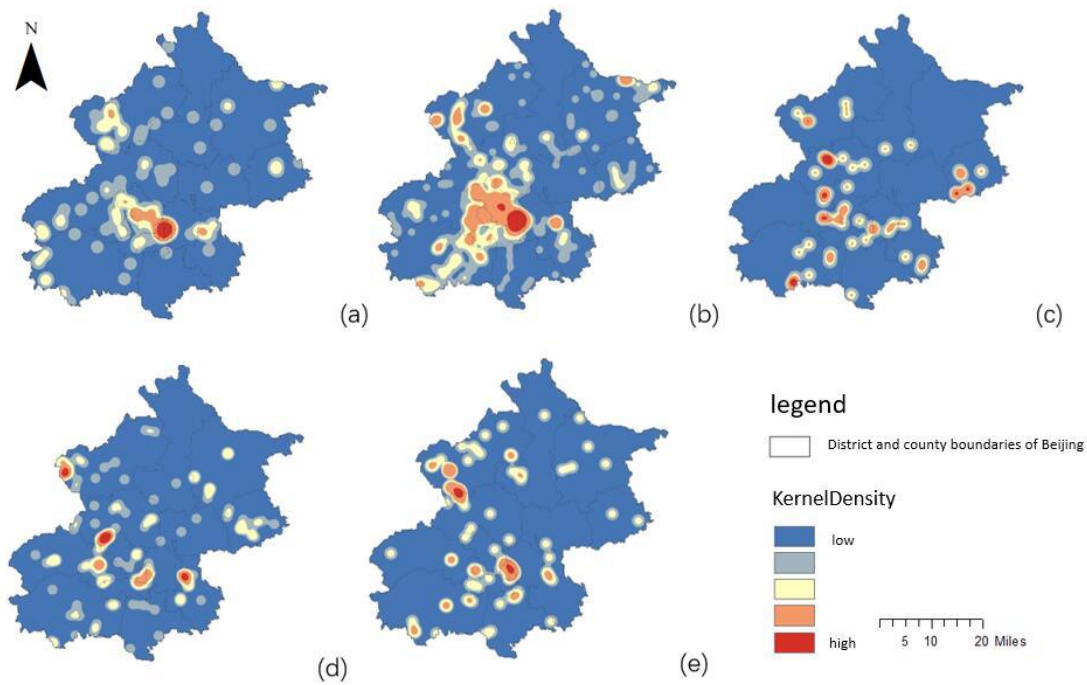 N
(a)
(b)
(c)
(d)
(e)
legend
District and county boundaries of Beijing
KernelDensity
low
high
5 10 20 Miles